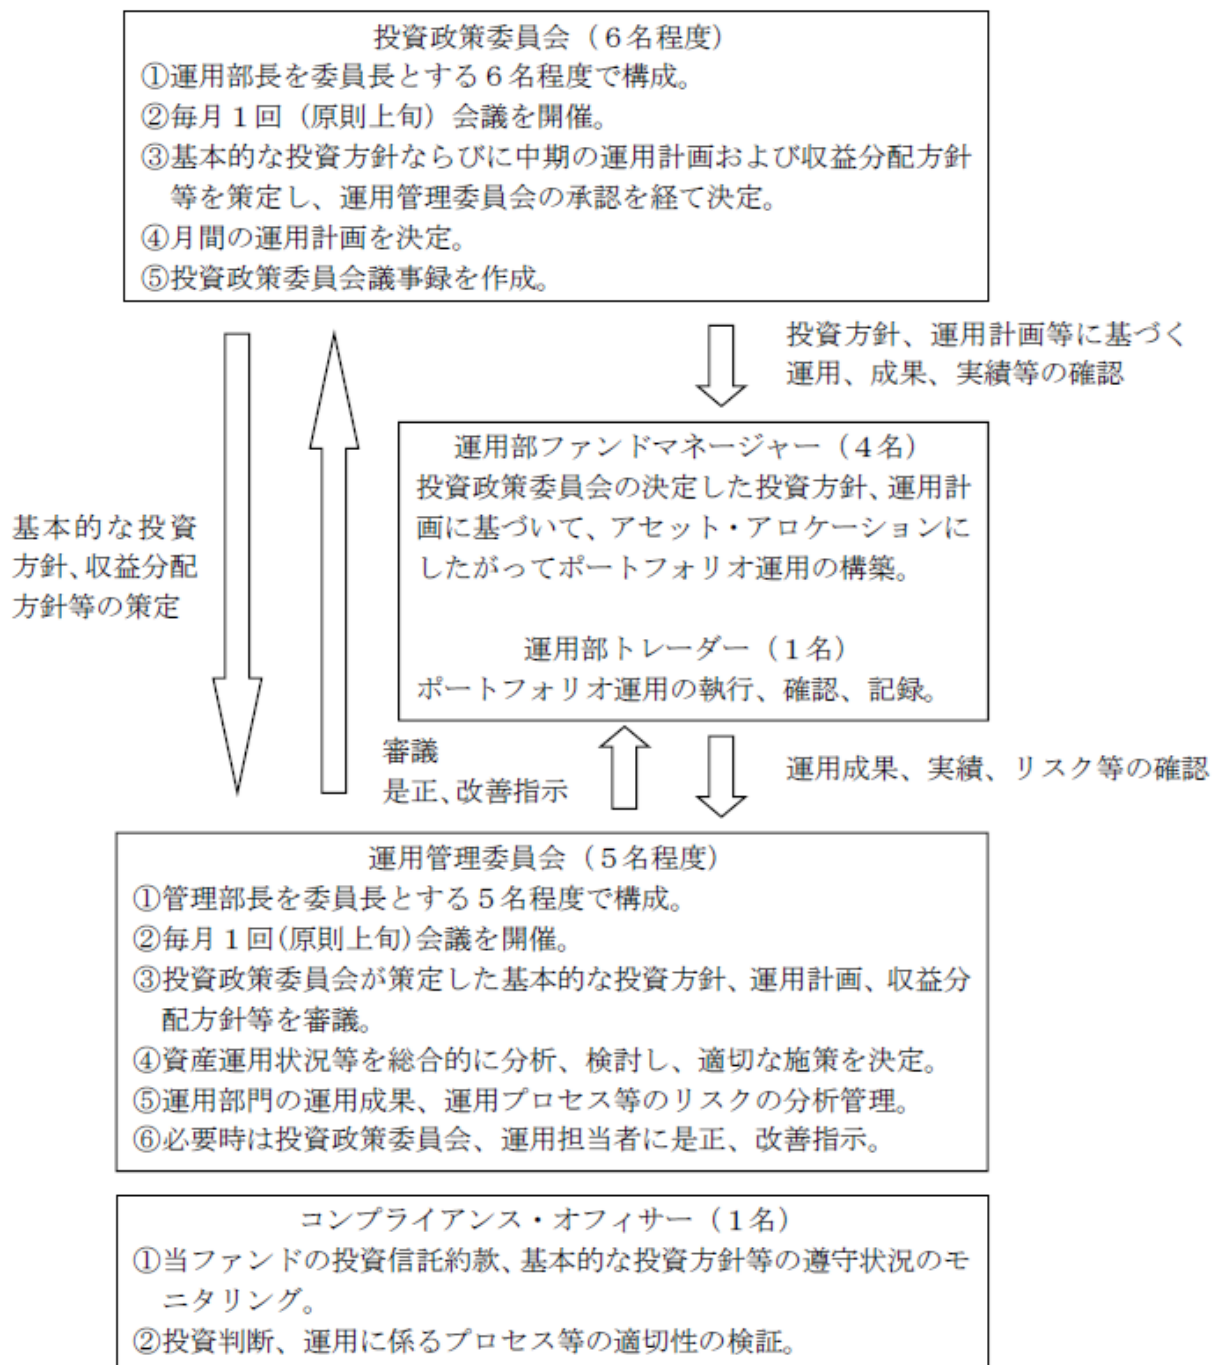 投資政策委員会（６名程度）
①運用部長を委員長とする６名程度で構成。
②毎月１回（原則上旬）会議を開催。
③基本的な投資方針ならびに中期の運用計画および収益分配方針
等を策定し、運用管理委員会の承認を経て決定。
④月間の運用計画を決定。
⑤投資政策委員会議事録を作成。
投資方針、運用計画等に基づく
運用、成果、実績等の確認
運用部ファンドマネージャー（４名）
投資政策委員会の決定した投資方針、運用計
画に基づいて、アセット・アロケーションに
したがってポートフォリオ運用の構築。
運用部トレーダー（１名）
ポートフォリオ運用の執行、確認、記録。
基本的な投資
方針、収益分配
方針等の策定
審議
是正、改善指示
運用成果、実績、リスク等の確認
運用管理委員会（５名程度）
①管理部長を委員長とする５名程度で構成。
②毎月１回(原則上旬)会議を開催。
③投資政策委員会が策定した基本的な投資方針、運用計画、収益分
配方針等を審議。
④資産運用状況等を総合的に分析、検討し、適切な施策を決定。
⑤運用部門の運用成果、運用プロセス等のリスクの分析管理。
⑥必要時は投資政策委員会、運用担当者に是正、改善指示。
コンプライアンス・オフィサー（１名）
①当ファンドの投資信託約款、基本的な投資方針等の遵守状況のモ
ニタリング。
②投資判断、運用に係るプロセス等の適切性の検証。